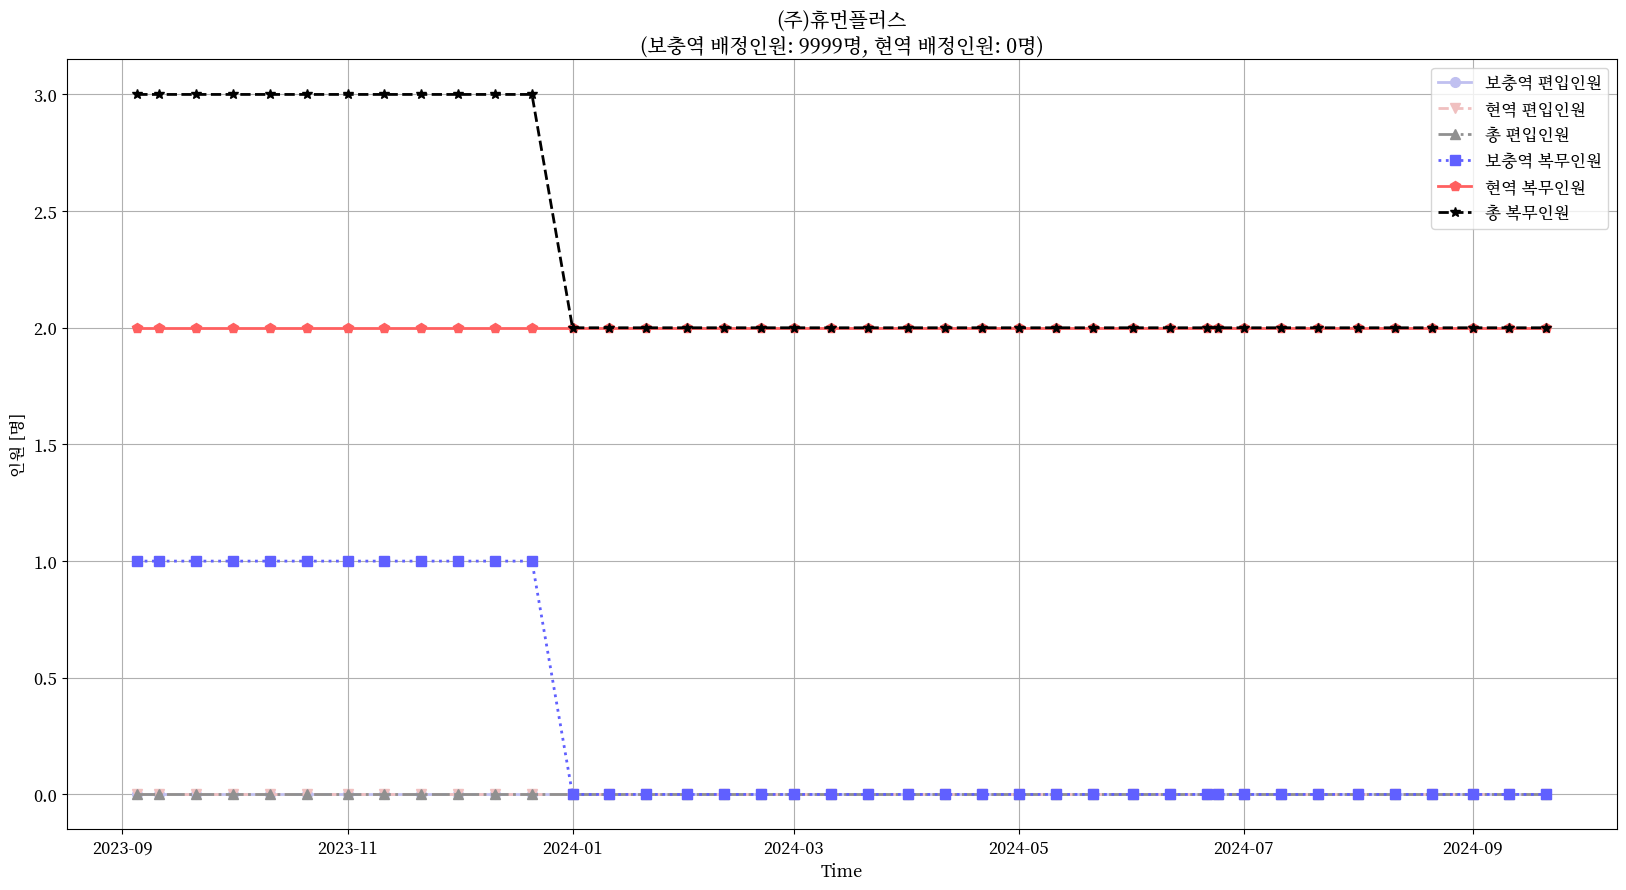 (주)휴먼플러스
(보충역 배정인원: 9999명, 현역 배정인원: 0명)
보충역 편입인원
현역 편입인원
총 편입인원
보충역 복무인원
현역 복무인원
총 복무인원
인원 [명]
3.0
2.5
2.0
1.5
1.0
0.5
0.0
2023-09
2023-11
2024-01
2024-03
2024-05
2024-07
2024-09
Time